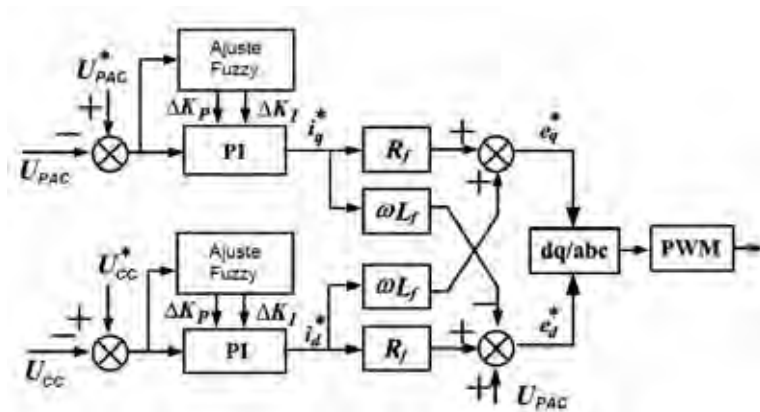 Ajuste
Fuzzy
U*PAC
+
ΔKP
ΔKI
−
UPAC
PI
i*q
Rf
+
+
e*q
ωLf
dq/abc
PWM
Ajuste
Fuzzy
U*CC
+
ΔKP
ΔKI
−
UCC
PI
i*d
ωLf
Rf
−
+
+
e*d
UPAC